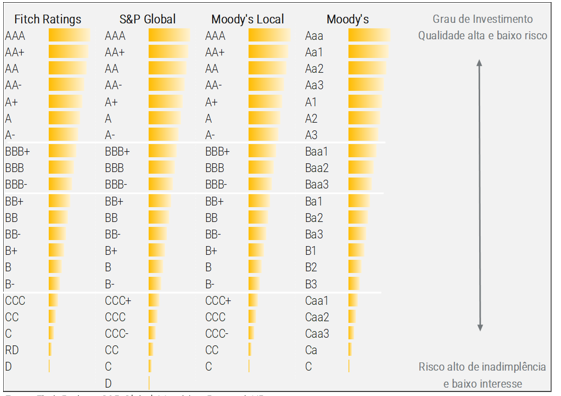 Fitch Ratings S&P Global Moody's Local Moody's Grau de Investimento
AAA AAA AAA Aaa Qualidade alta e baixo risco
AA+ AA+ AA+ Aa1
AA AA AA Aa2
AA- AA- AA- Aa3
A+ A+ A+ A1
A A A A2
A- A- A- A3
BBB+ BBB+ BBB+ Baa1
BBB BBB BBB Baa2
BBB- BBB- BBB- Baa3
BB+ BB+ BB+ Ba1
BB BB BB Ba2
BB- BB- BB- Ba3
B+ B+ B+ B1
B B B B2
B- B- B- B3
CCC CCC+ CCC+ Caa1
CC CCC CCC Caa2
C CCC- CCC- Caa3
RD CC CC Ca
D C C C Risco alto de inadimplência
D e baixo interesse